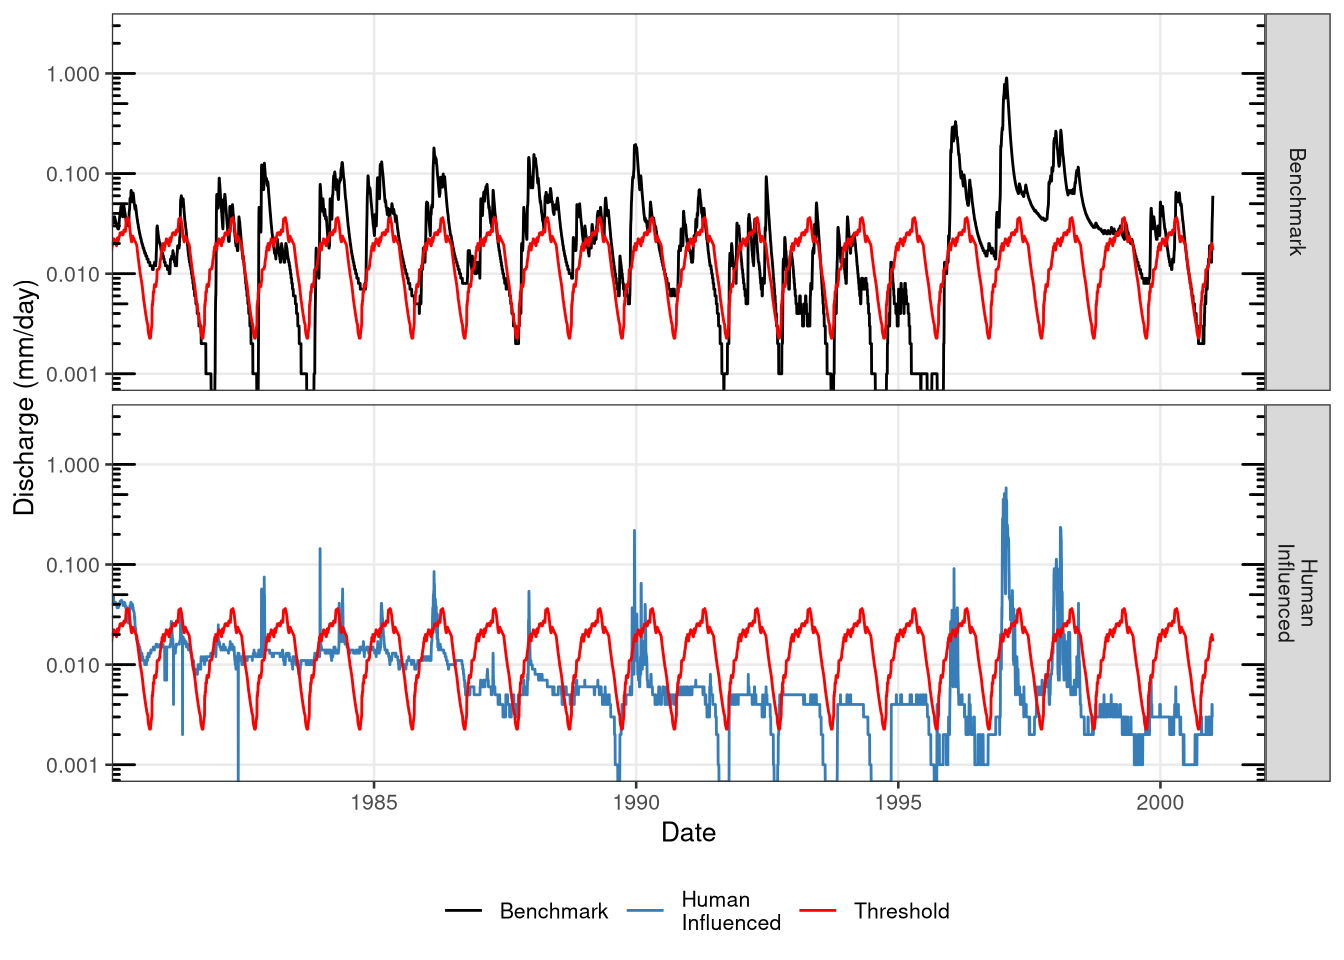 1.000
0.100
0.010
0.001
Benchmark
Discharge (mm/day)
1.000
0.100
0.010
0.001
Human
Influenced
1985
1990
1995
2000
Date
Benchmark
Human
Influenced
Threshold